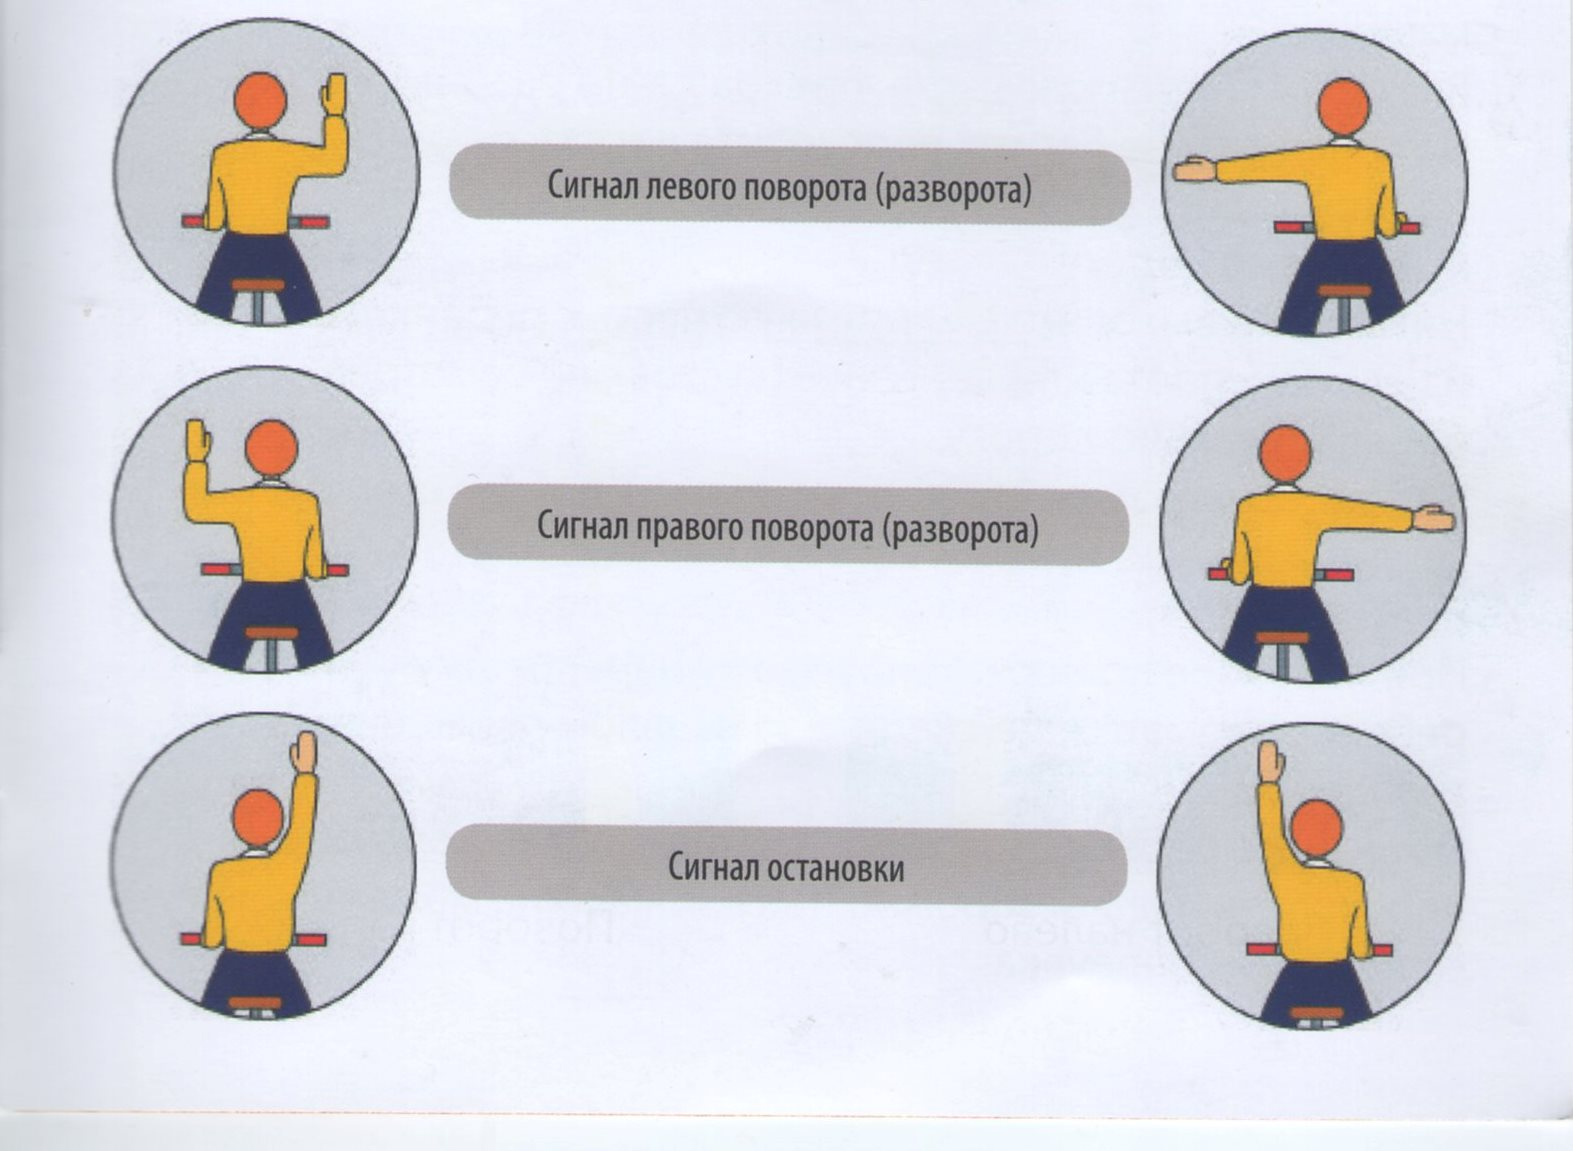 Сигнал левого поворота (разворота)
Сигнал правого поворота (разворота)
Сигнал остановки